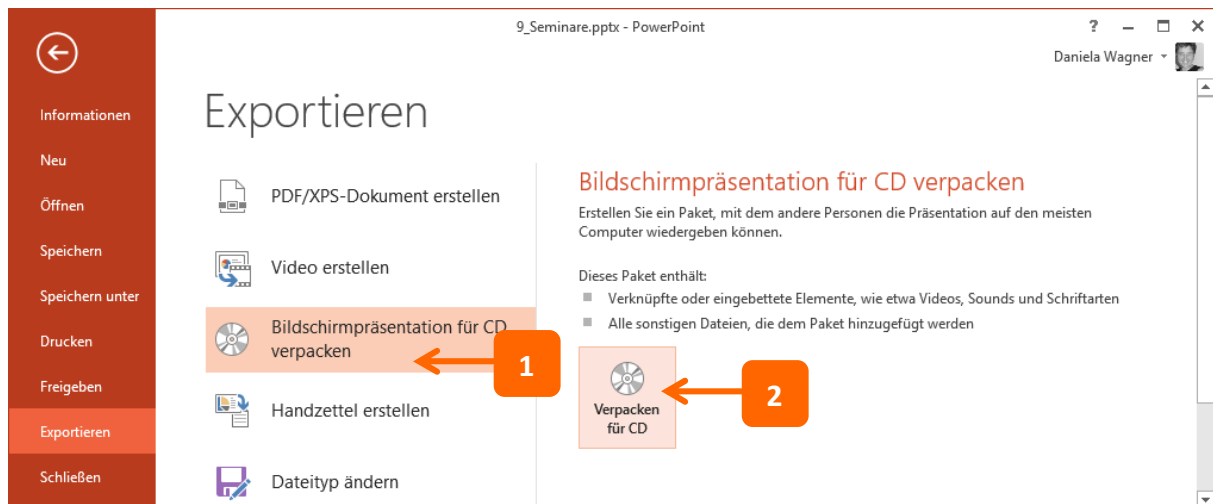 9_Seminare.pptx - PowerPoint
?
Daniela Wagner
Informationen
Neu
Öffnen
Speichern
Speichern unter
Drucken
Freigeben
Exportieren
Schließen
Exportieren
PDF/XPS-Dokument erstellen
Video erstellen
Bildschirmpräsentation für CD
verpacken
1
Handzettel erstellen
Dateityp ändern
Bildschirmpräsentation für CD verpacken
Erstellen Sie ein Paket, mit dem andere Personen die Präsentation auf den meisten
Computer wiedergeben können.
Dieses Paket enthält:
Verknüpfte oder eingebettete Elemente, wie etwa Videos, Sounds und Schriftarten
Alle sonstigen Dateien, die dem Paket hinzugefügt werden
Verpacken
für CD
2